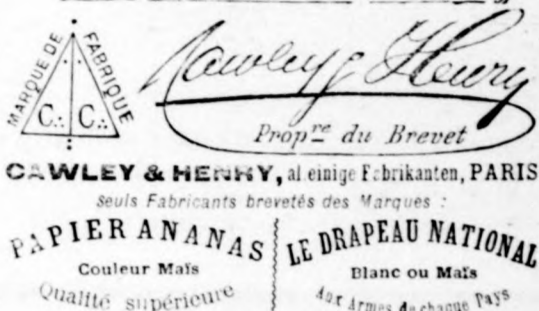 MARQUE DE FABRIQUE
C∴ C∴
Cawley & Henry
Propre du Brevet
CAWLEY & HENRY, alleinige Fabrikanten, PARIS
Seuls Fabricants brevetés des Marques :
PAPIER ANANAS
Couleur Maïs
Qualité supérieure
LE DRAPEAU NATIONAL
Blanc ou Maïs
Aux Armes de chaque Pays